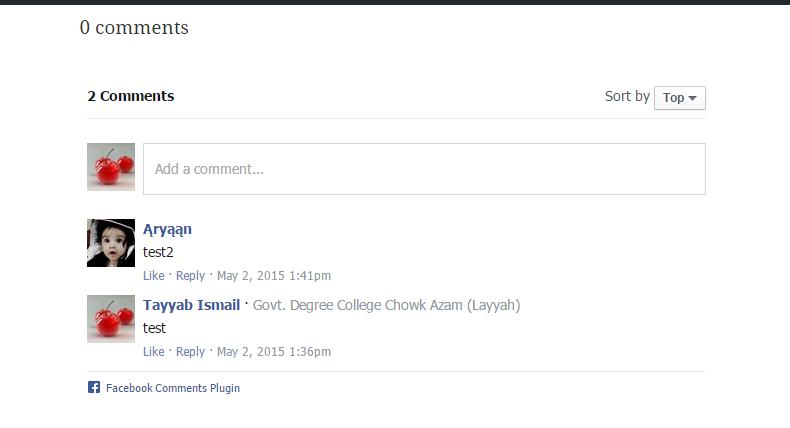 0 comments
2 Comments
Sort by Top
Add a comment...
Ąryąąn
test2
Like · Reply · May 2, 2015 1:41pm
Tayyab Ismail · Govt. Degree College Chowk Azam (Layyah)
test
Like · Reply · May 2, 2015 1:36pm
Facebook Comments Plugin